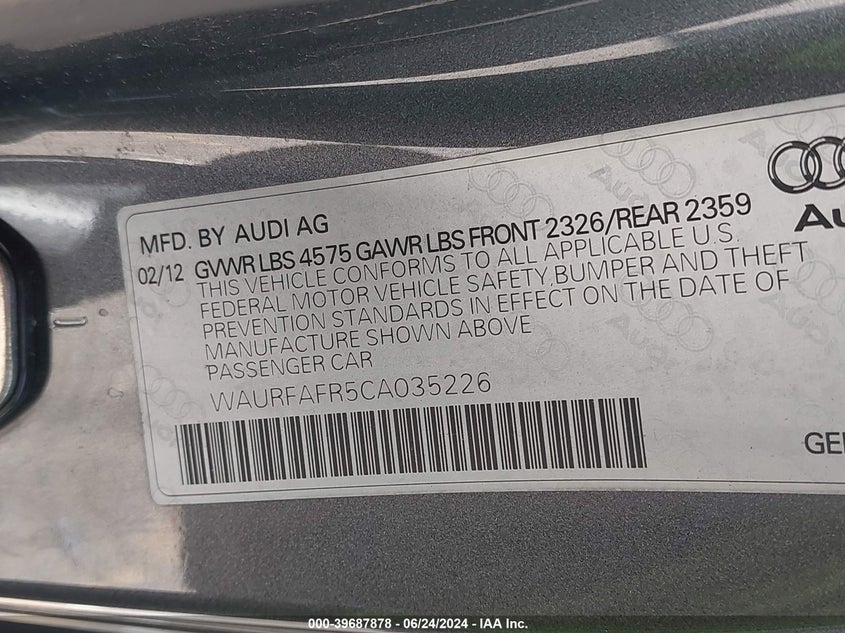 MFD. BY AUDI AG
02/12 GVWR LBS 4575 GAWR LBS FRONT 2326/REAR 2359
THIS VEHICLE CONFORMS TO ALL APPLICABLE U.S.
FEDERAL MOTOR VEHICLE SAFETY,BUMPER AND THEFT
PREVENTION STANDARDS IN EFFECT ON THE DATE OF
MANUFACTURE SHOWN ABOVE
PASSENGER CAR
WAURFAFR5CA035226
000-39687878 - 06/24/2024 - IAA Inc.